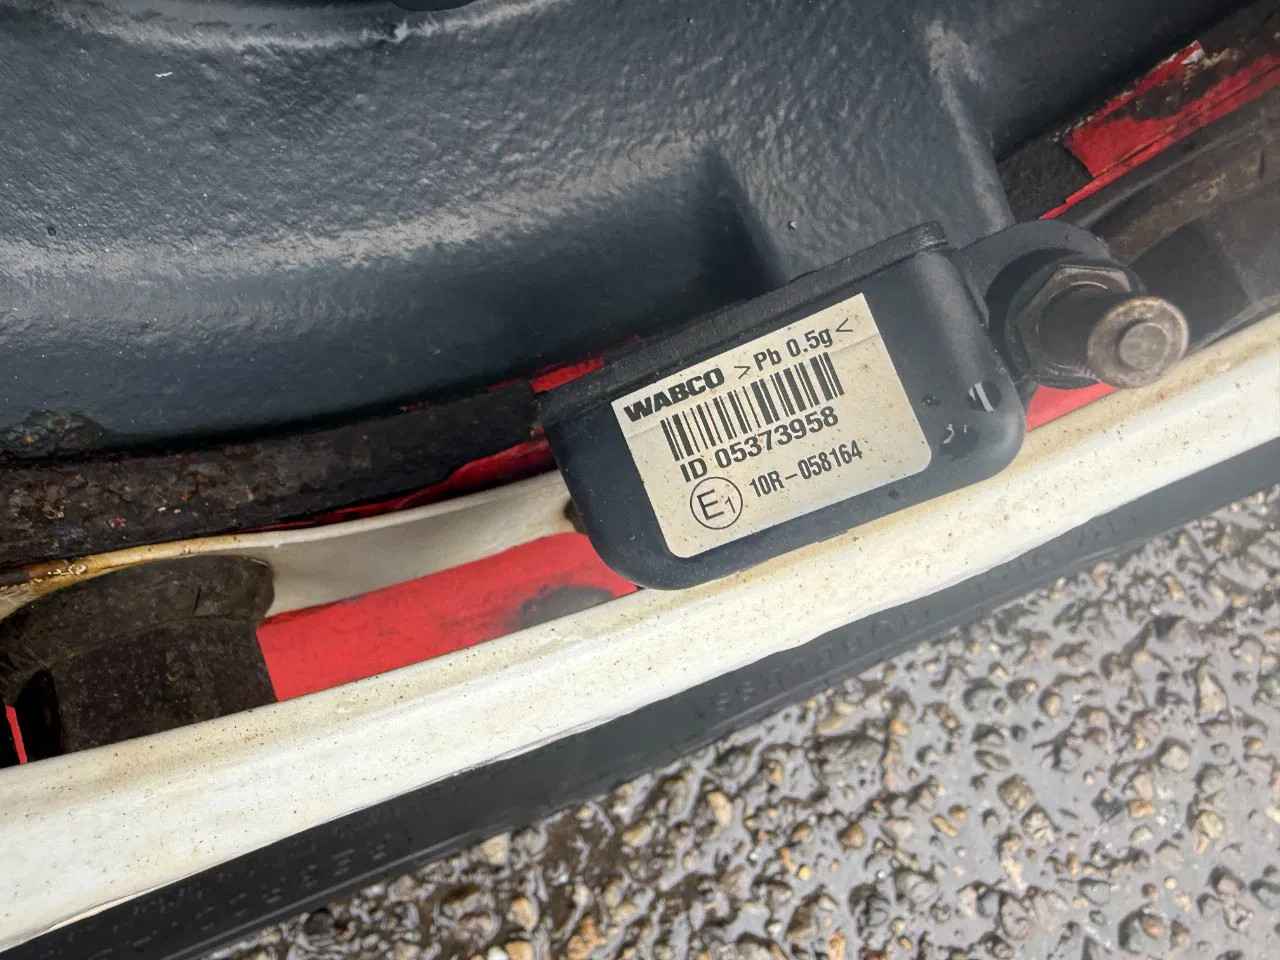 WABCO >Pb 0.5g<
ID 05373958
E1 10R-058164